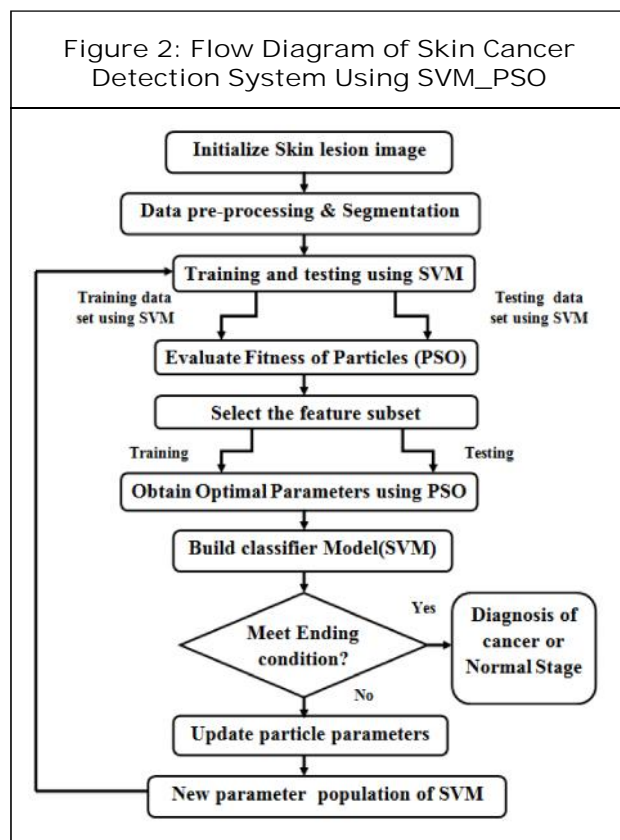 Figure 2: Flow Diagram of Skin Cancer
Detection System Using SVM_PSO
Initialize Skin lesion image
Data pre-processing & Segmentation
Training and testing using SVM
Training data
set using SVM
Testing data
set using SVM
Evaluate Fitness of Particles (PSO)
Select the feature subset
Training
Testing
Obtain Optimal Parameters using PSO
Build classifier Model(SVM)
Meet Ending
condition?
Yes
Diagnosis of
cancer or
Normal Stage
No
Update particle parameters
New parameter population of SVM